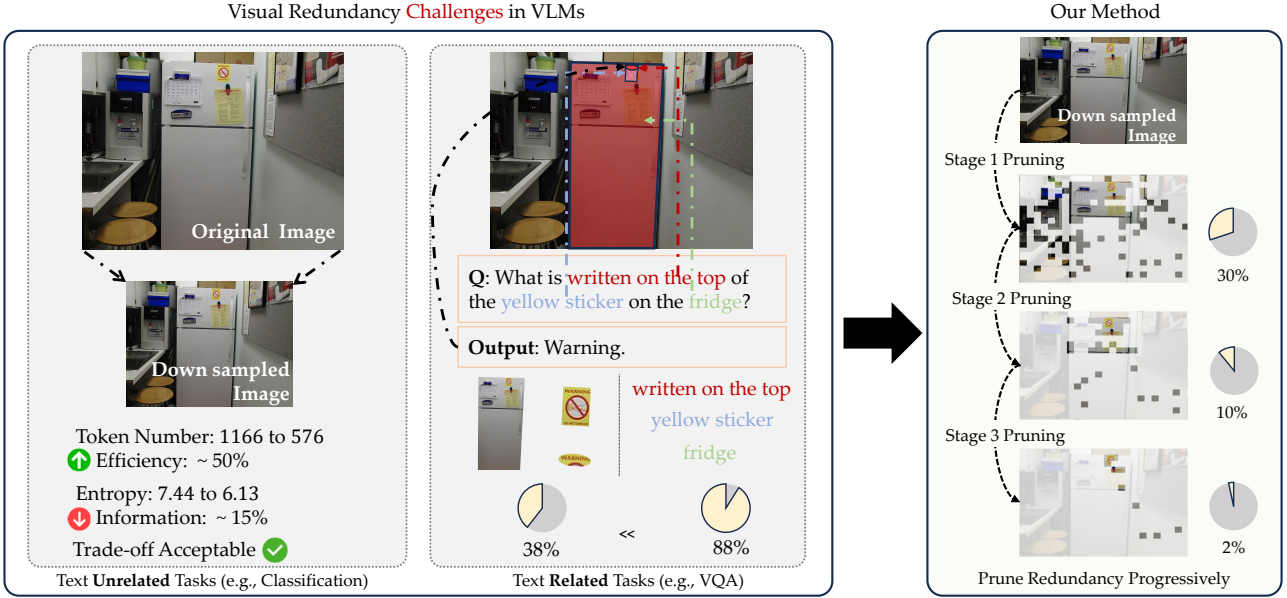 Visual Redundancy Challenges in VLMs
Original Image
Down sampled
Image
Token Number: 1166 to 576
Efficiency: ~ 50%
Entropy: 7.44 to 6.13
Information: ~ 15%
Trade-off Acceptable
Text Unrelated Tasks (e.g., Classification)
Q: What is written on the top of
the yellow sticker on the fridge?
Output: Warning.
WARNING
WARNING
written on the top
yellow sticker
fridge
38%
<<
88%
Text Related Tasks (e.g., VQA)
Our Method
Down sampled
Image
Stage 1 Pruning
30%
Stage 2 Pruning
10%
Stage 3 Pruning
2%
Prune Redundancy Progressively